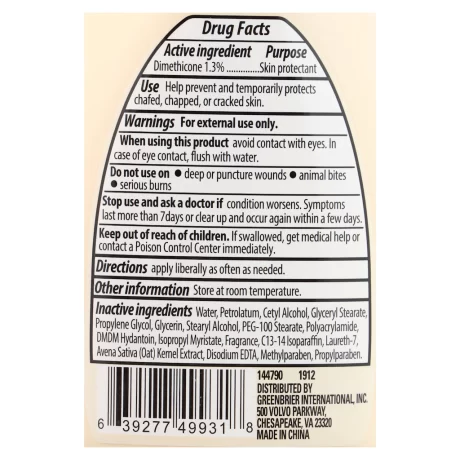 Drug Facts
Active ingredient Purpose
Dimethicone 1.3% ..............Skin protectant
Use Help prevent and temporarily protects
chafed, chapped, or cracked skin.
Warnings For external use only.
When using this product avoid contact with eyes. In
case of eye contact, flush with water.
Do not use on • deep or puncture wounds • animal bites
• serious burns
Stop use and ask a doctor if condition worsens. Symptoms
last more than 7days or clear up and occur again within a few days.
Keep out of reach of children. If swallowed, get medical help or
contact a Poison Control Center immediately.
Directions apply liberally as often as needed.
Other information Store at room temperature.
Inactive ingredients Water, Petrolatum, Cetyl Alcohol, Glyceryl Stearate,
Propylene Glycol, Glycerin, Stearyl Alcohol, PEG-100 Stearate, Polyacrylamide,
DMDM Hydantoin, Isopropyl Myristate, Fragrance, C13-14 Isoparaffin, Laureth-7,
Avena Sativa (Oat) Kernel Extract, Disodium EDTA, Methylparaben, Propylparaben.
144790 1912
DISTRIBUTED BY
GREENBRIER INTERNATIONAL, INC.
500 VOLVO PARKWAY,
CHESAPEAKE, VA 23320
MADE IN CHINA
6 39277 49931 8